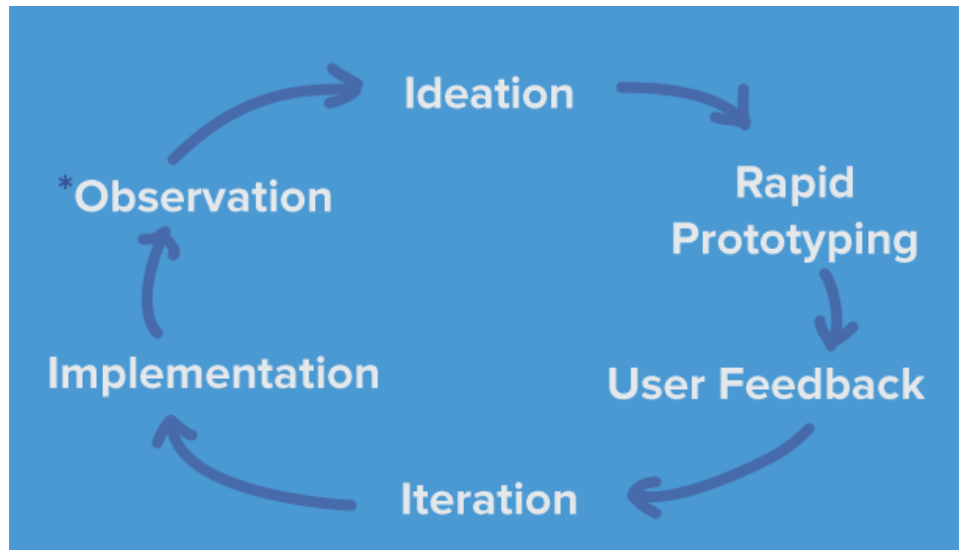 Ideation
*Observation
Rapid
Prototyping
Implementation
User Feedback
Iteration